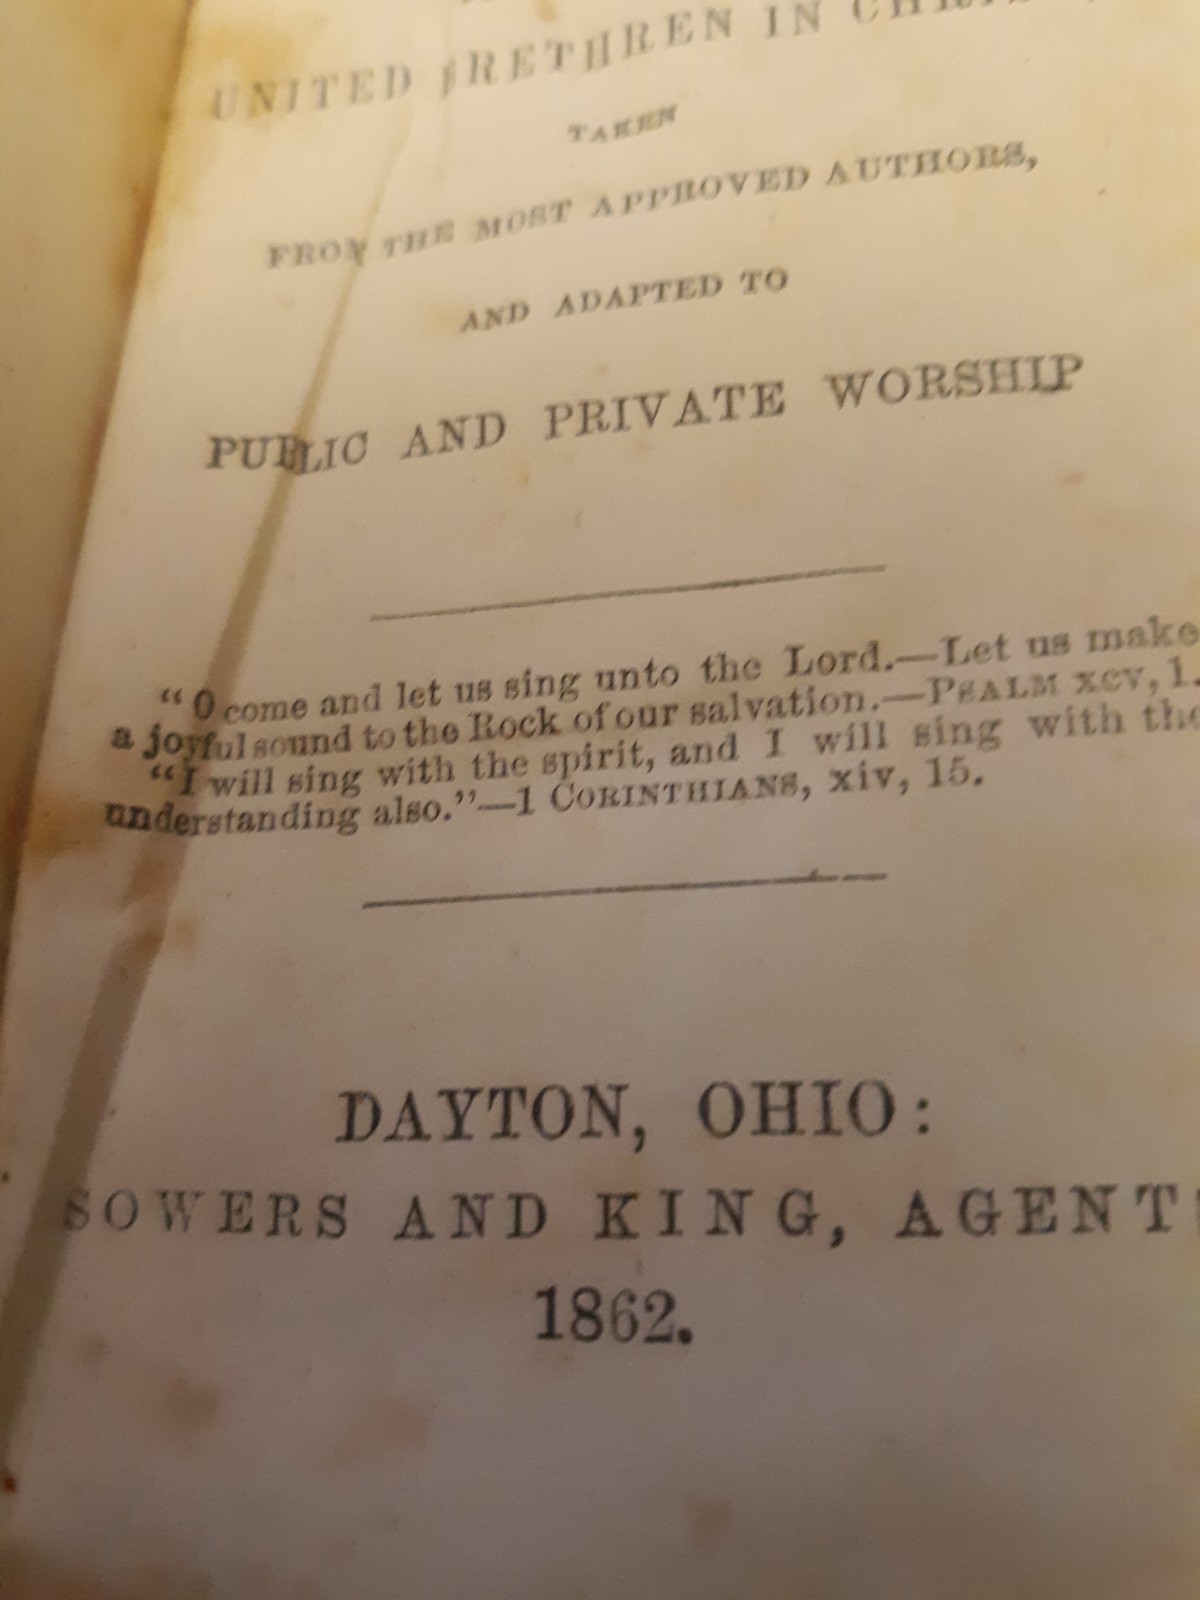 UNITED BRETHREN IN CHRIS
TAKEN
FROM THE MOST APPROVED AUTHORS,
AND ADAPTED TO
PUBLIC AND PRIVATE WORSHIP
“O come and let us sing unto the Lord.—Let us make
a joyful sound to the Rock of our salvation.—PSALM xcv, 1.
“I will sing with the spirit, and I will sing with the
understanding also.”—1 CORINTHIANS, xiv, 15.
DAYTON, OHIO:
SOWERS AND KING, AGENT
1862.